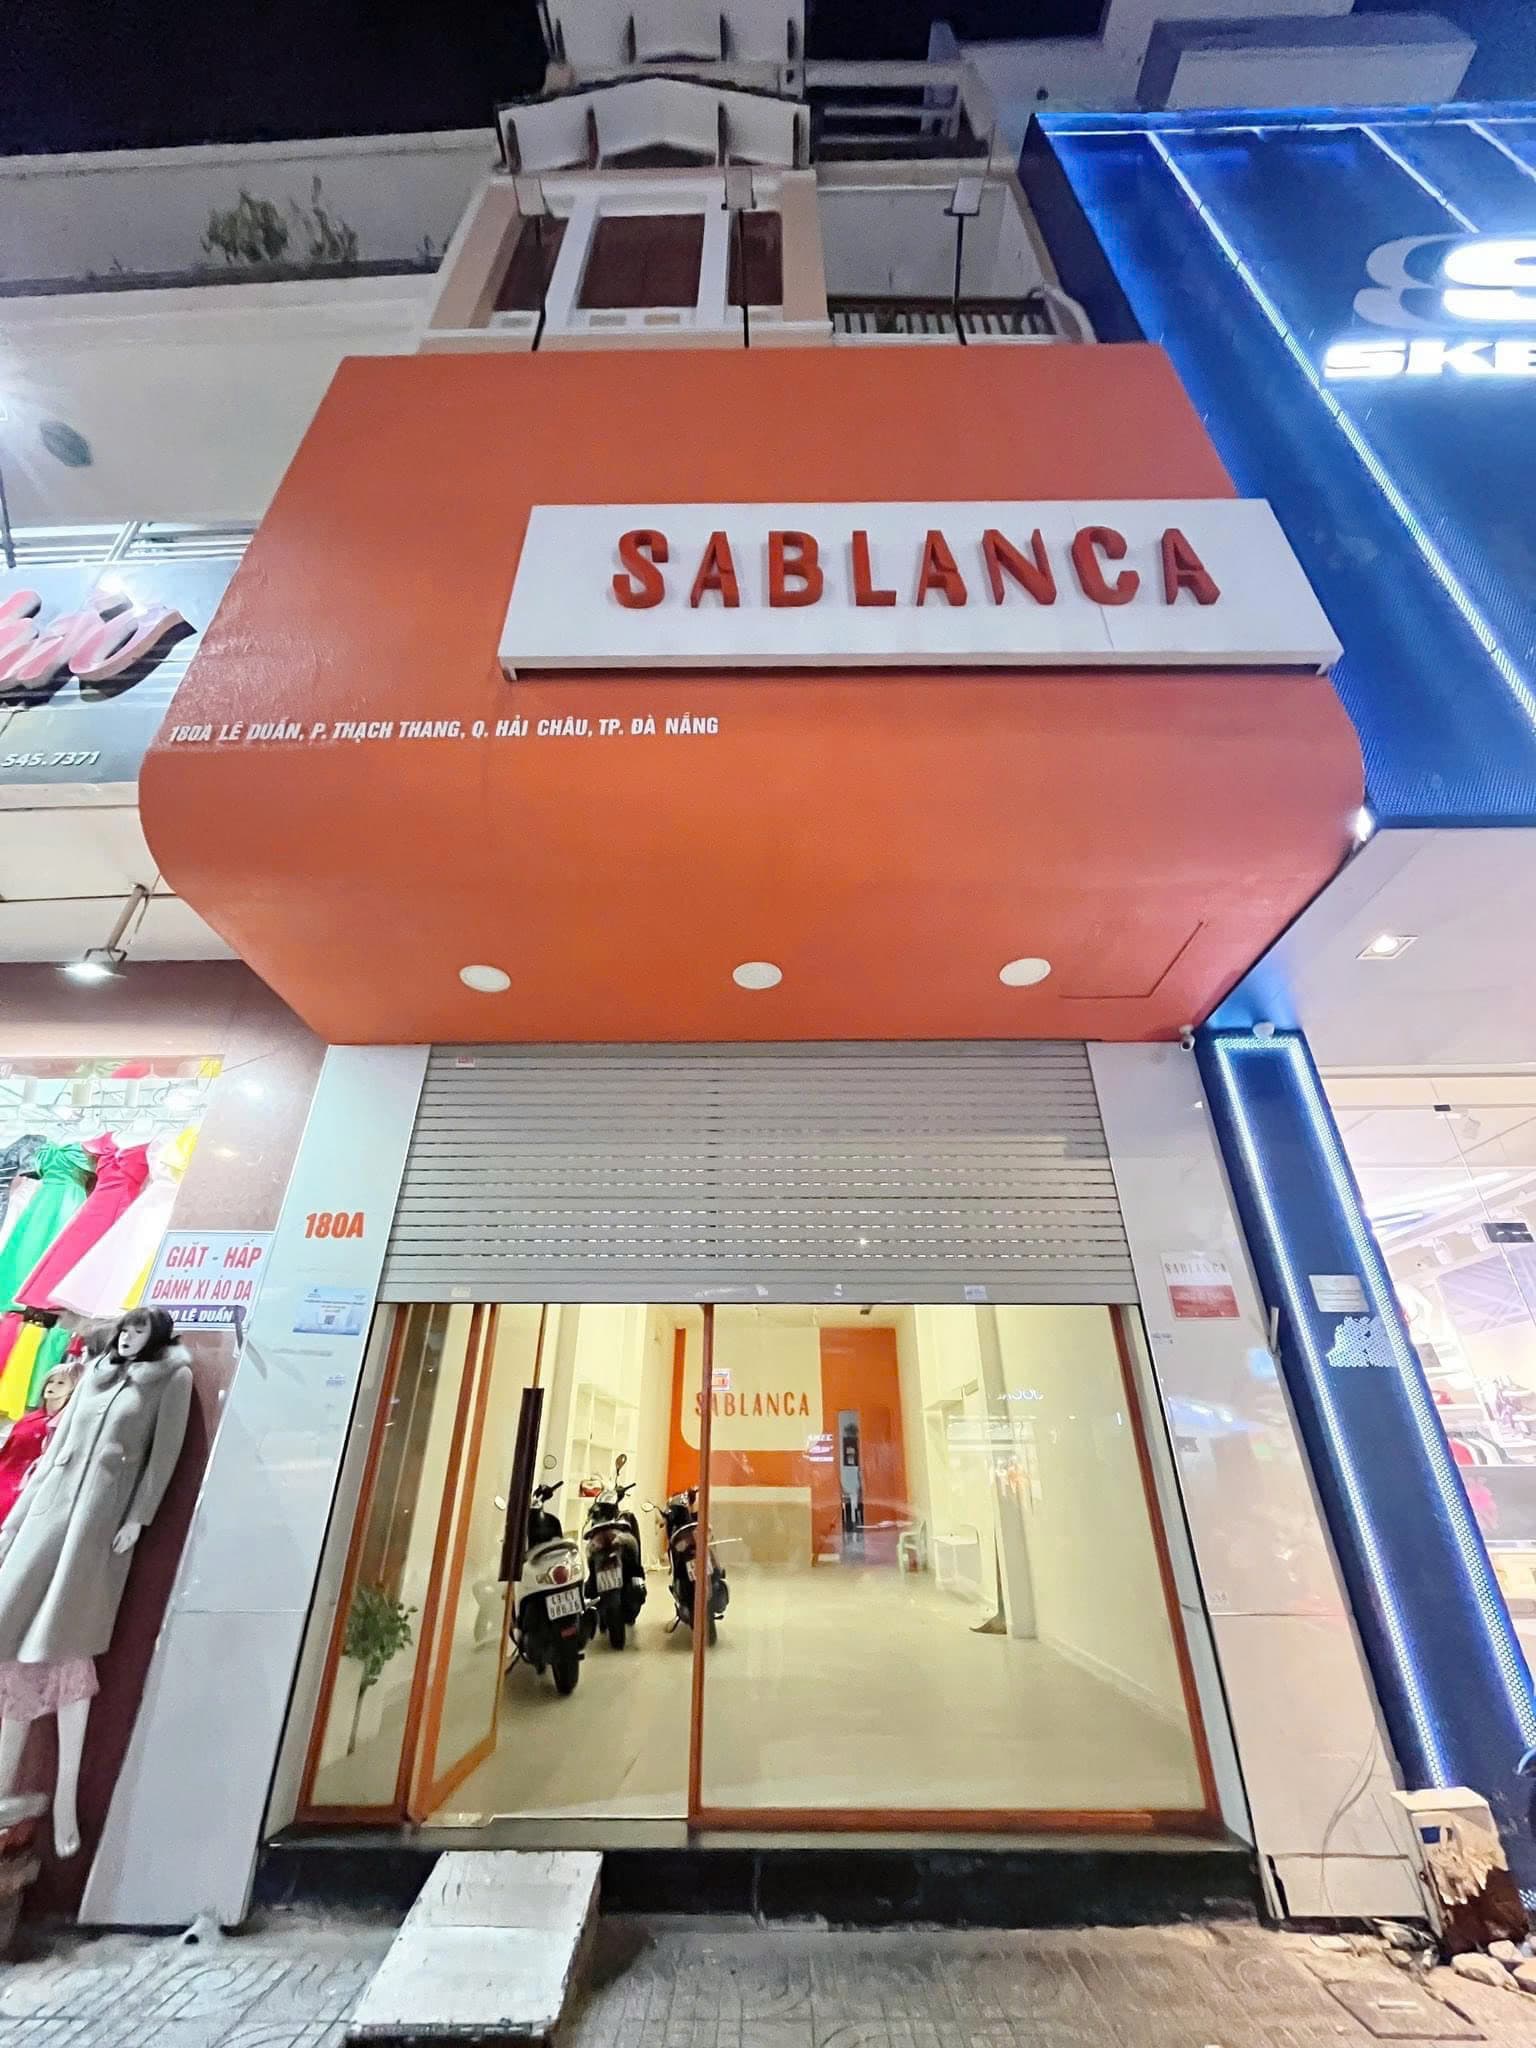 SABLANCA
180A LÊ DUẨN, P. THẠCH THANG, Q. HẢI CHÂU, TP. ĐÀ NẴNG
545.7371
180A
GIẶT - HẤP
ĐÁNH XI ÁO DA
LÊ DUẨN
SABLANCA
SABLANCA